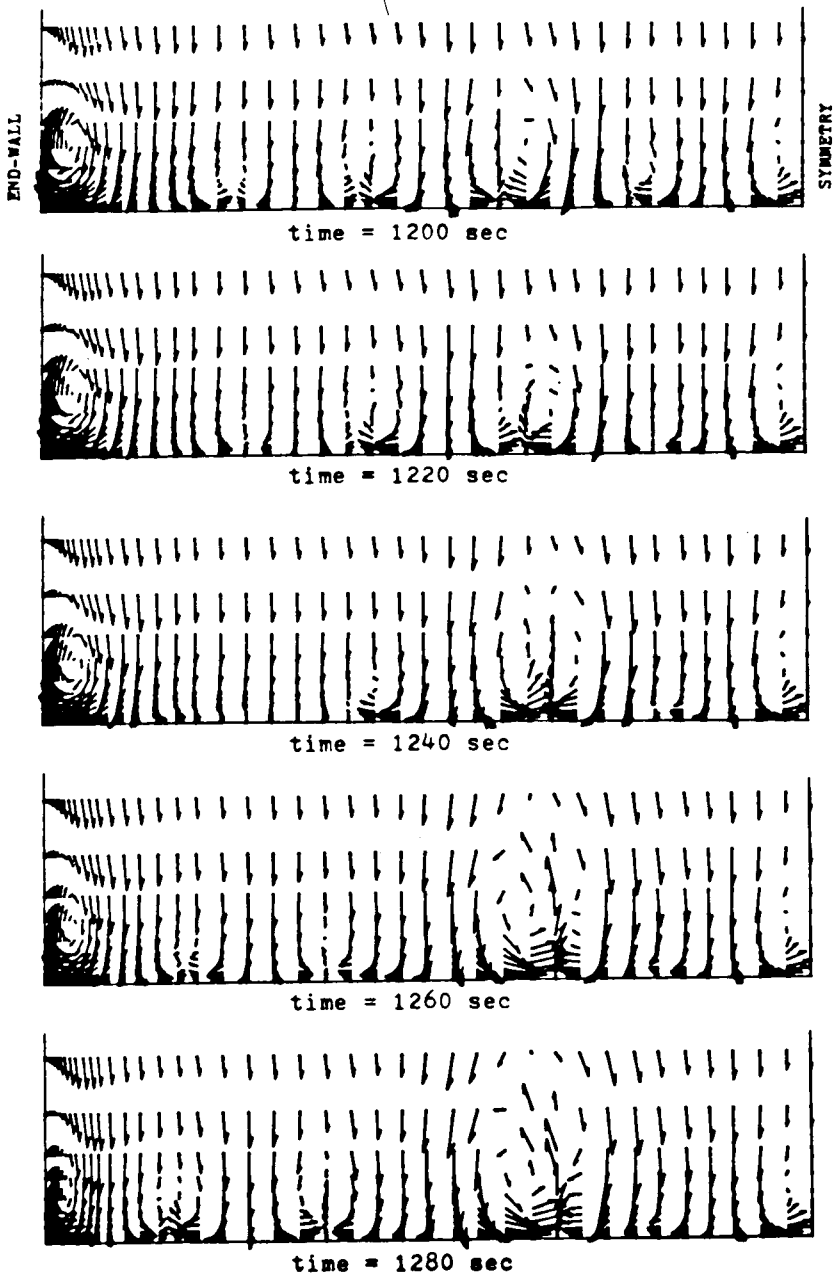 END-WALL
SYMMETRY
time = 1200 sec
time = 1220 sec
time = 1240 sec
time = 1260 sec
time = 1280 sec